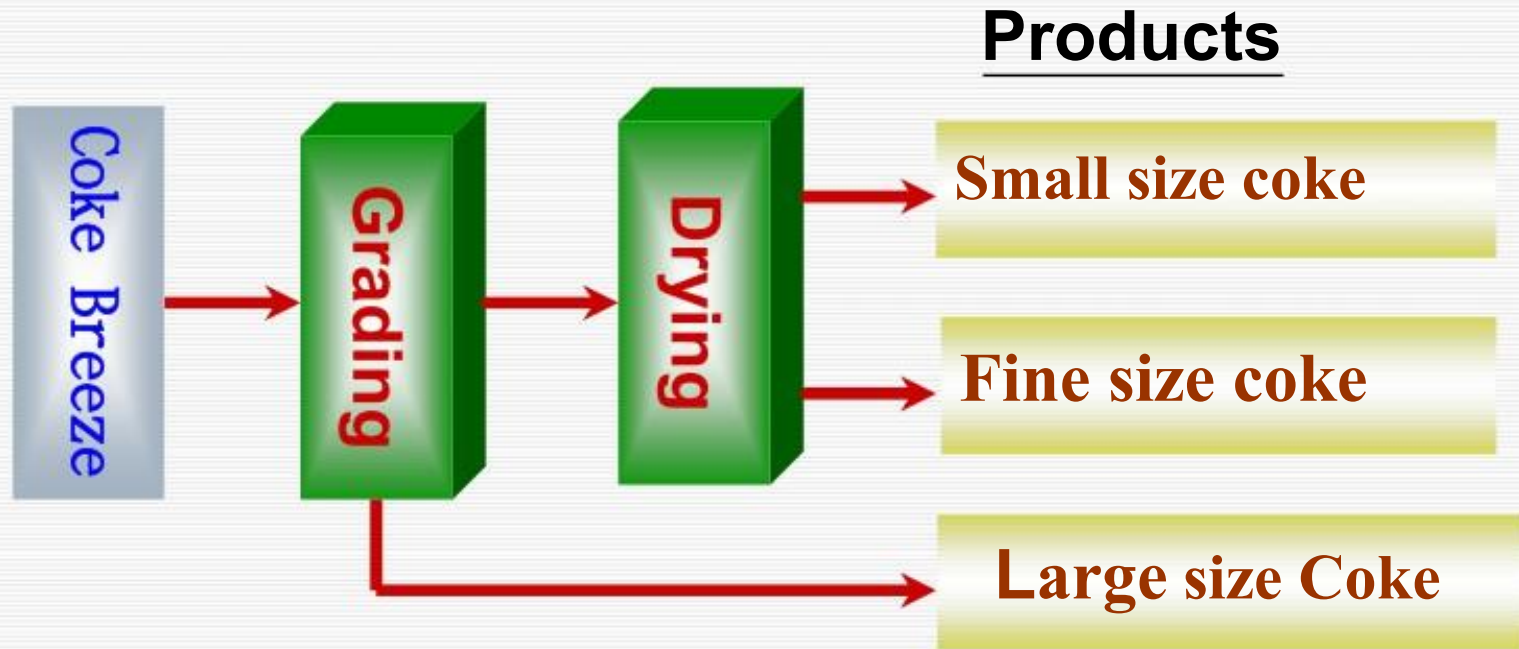 Products
Coke Breeze
Grading
Drying
Small size coke
Fine size coke
Large size Coke